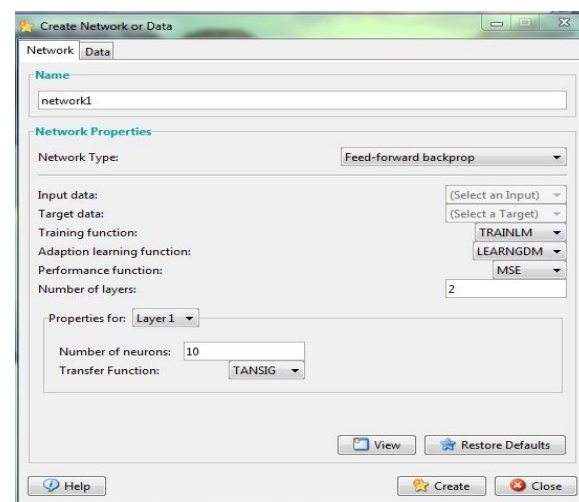 Create Network or Data
Network Data
Name
network1
Network Properties
Network Type: Feed-forward backprop
Input data: (Select an Input)
Target data: (Select a Target)
Training function: TRAINLM
Adaption learning function: LEARNGDM
Performance function: MSE
Number of layers: 2
Properties for: Layer 1
Number of neurons: 10
Transfer Function: TANSIG
View Restore Defaults
Help Create Close